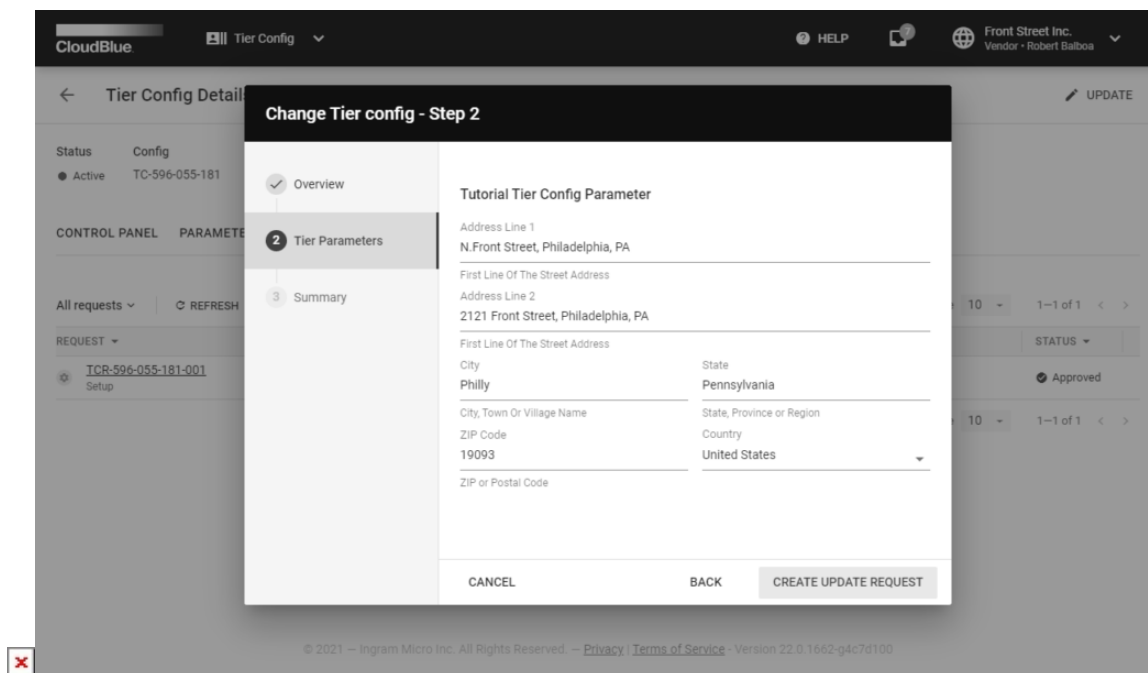 CloudBlue. Tier Config HELP 7 Front Street Inc.
Vendor • Robert Balboa
Tier Config Detail UPDATE
Change Tier config - Step 2
Status Config
Active TC-596-055-181
Overview
Tutorial Tier Config Parameter
CONTROL PANEL PARAMETE
2 Tier Parameters
Address Line 1
N.Front Street, Philadelphia, PA
First Line Of The Street Address
3 Summary
Address Line 2
All requests REFRESH 10 1—1 of 1 < >
2121 Front Street, Philadelphia, PA
REQUEST STATUS
First Line Of The Street Address
City State
TCR-596-055-181-001
Setup
Philly Pennsylvania
Approved
City, Town Or Village Name State, Province or Region
10 1—1 of 1 < >
ZIP Code Country
19093 United States
ZIP or Postal Code
CANCEL BACK CREATE UPDATE REQUEST
© 2021 — Ingram Micro Inc. All Rights Reserved. — Privacy | Terms of Service - Version 22.0.1662-g4c7d100